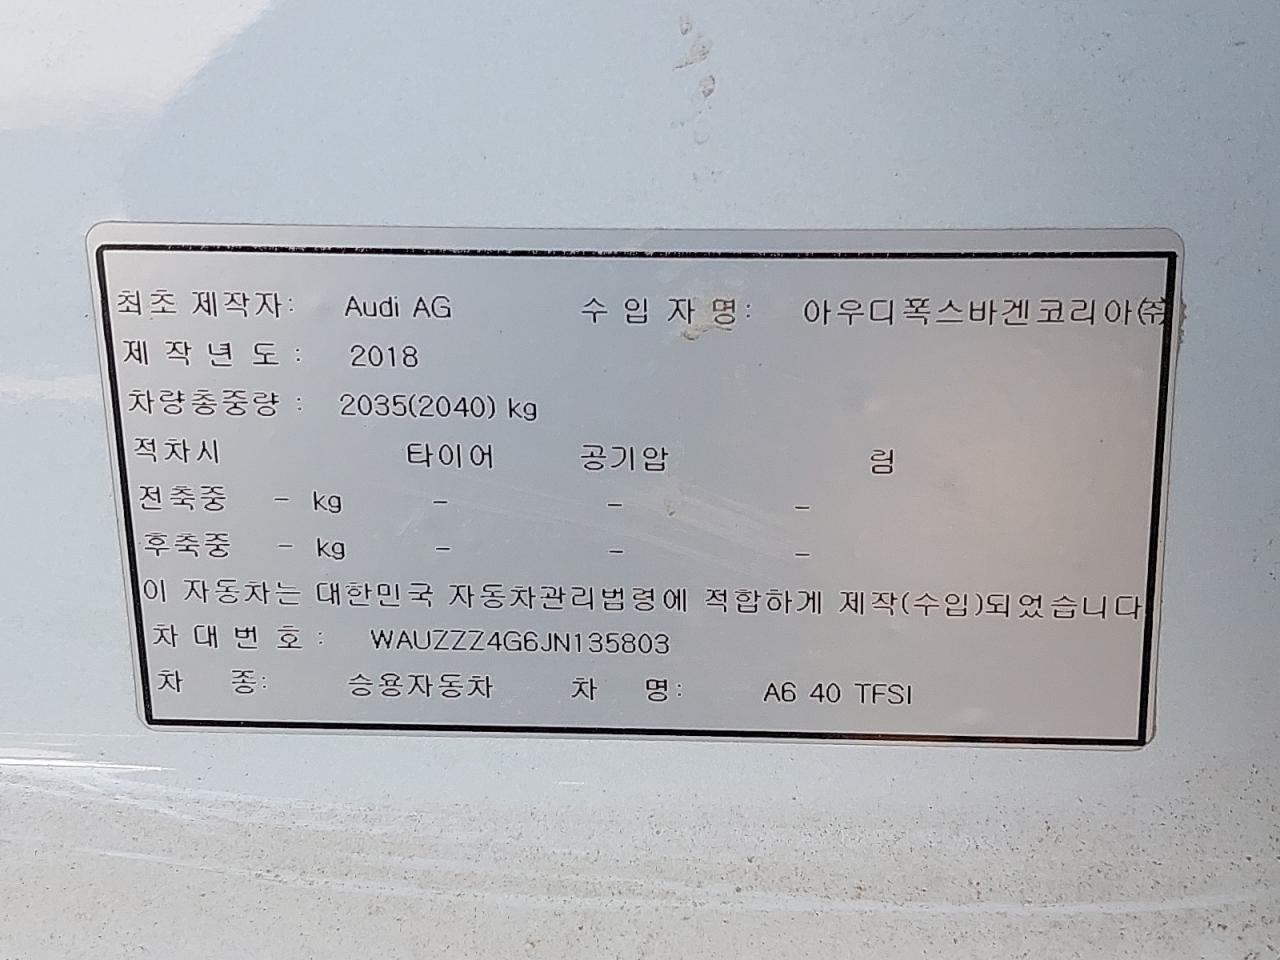 최초 제작자: Audi AG 수 입 자 명: 아우디폭스바겐코리아㈜
제 작 년 도 : 2018
차량총중량 : 2035(2040) kg
적차시 타이어 공기압 림
전축중 - kg - - -
후축중 - kg - - -
이 자동차는 대한민국 자동차관리법령에 적합하게 제작(수입)되었습니다
차 대 번 호 : WAUZZZ4G6JN135803
차 종: 승용자동차 차 명: A6 40 TFSI